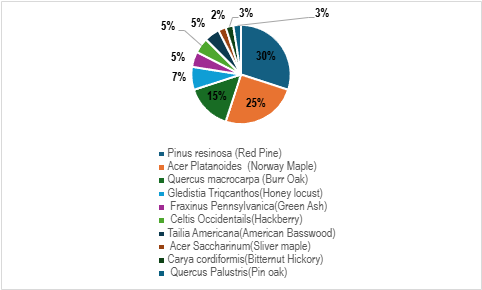 5%
5%
2%
3%
3%
5%
7%
30%
15%
25%
Pinus resinosa (Red Pine)
Acer Platanoides (Norway Maple)
Quercus macrocarpa (Burr Oak)
Gledistia Triqcanthos(Honey locust)
Fraxinus Pennsylvanica(Green Ash)
Celtis Occidentails(Hackberry)
Tailia Americana(American Basswood)
Acer Saccharinum(Sliver maple)
Carya cordiformis(Bitternut Hickory)
Quercus Palustris(Pin oak)